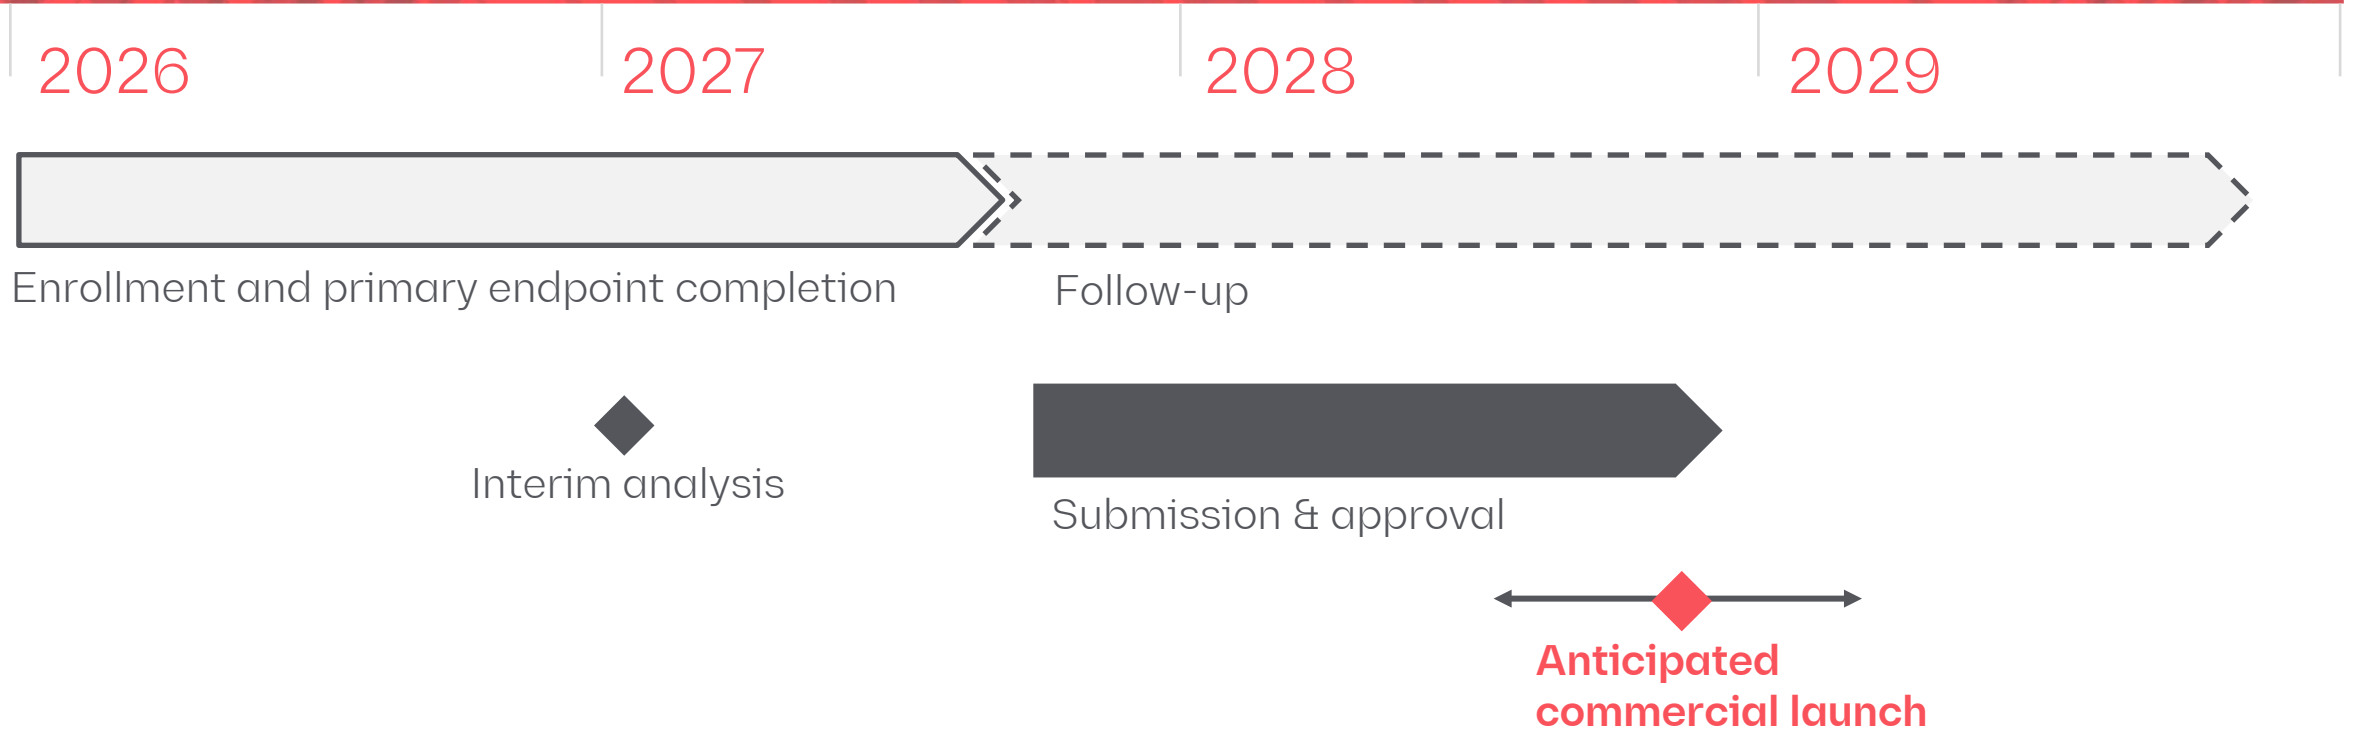 2026
2027
2028
2029
Enrollment and primary endpoint completion
Follow-up
Interim analysis
Submission & approval
Anticipated
commercial launch